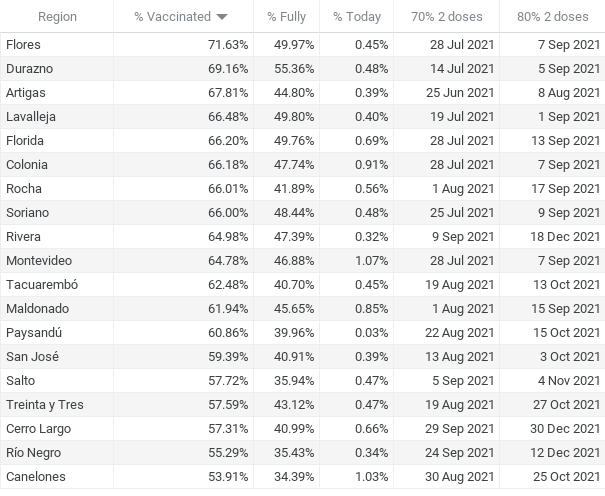 Region % Vaccinated % Fully % Today 70% 2 doses 80% 2 doses
Flores 71.63% 49.97% 0.45% 28 Jul 2021 7 Sep 2021
Durazno 69.16% 55.36% 0.48% 14 Jul 2021 5 Sep 2021
Artigas 67.81% 44.80% 0.39% 25 Jun 2021 8 Aug 2021
Lavalleja 66.48% 49.80% 0.40% 19 Jul 2021 1 Sep 2021
Florida 66.20% 49.76% 0.69% 28 Jul 2021 13 Sep 2021
Colonia 66.18% 47.74% 0.91% 28 Jul 2021 7 Sep 2021
Rocha 66.01% 41.89% 0.56% 1 Aug 2021 17 Sep 2021
Soriano 66.00% 48.44% 0.48% 25 Jul 2021 9 Sep 2021
Rivera 64.98% 47.39% 0.32% 9 Sep 2021 18 Dec 2021
Montevideo 64.78% 46.88% 1.07% 28 Jul 2021 7 Sep 2021
Tacuarembó 62.48% 40.70% 0.45% 19 Aug 2021 13 Oct 2021
Maldonado 61.94% 45.65% 0.85% 1 Aug 2021 15 Sep 2021
Paysandú 60.86% 39.96% 0.03% 22 Aug 2021 15 Oct 2021
San José 59.39% 40.91% 0.39% 13 Aug 2021 3 Oct 2021
Salto 57.72% 35.94% 0.47% 5 Sep 2021 4 Nov 2021
Treinta y Tres 57.59% 43.12% 0.47% 19 Aug 2021 27 Oct 2021
Cerro Largo 57.31% 40.99% 0.66% 29 Sep 2021 30 Dec 2021
Río Negro 55.29% 35.43% 0.34% 24 Sep 2021 12 Dec 2021
Canelones 53.91% 34.39% 1.03% 30 Aug 2021 25 Oct 2021